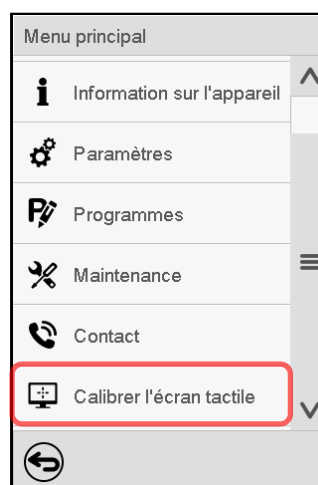 Menu principal
Information sur l'appareil
Paramètres
Programmes
Maintenance
Contact
Calibrer l'écran tactile